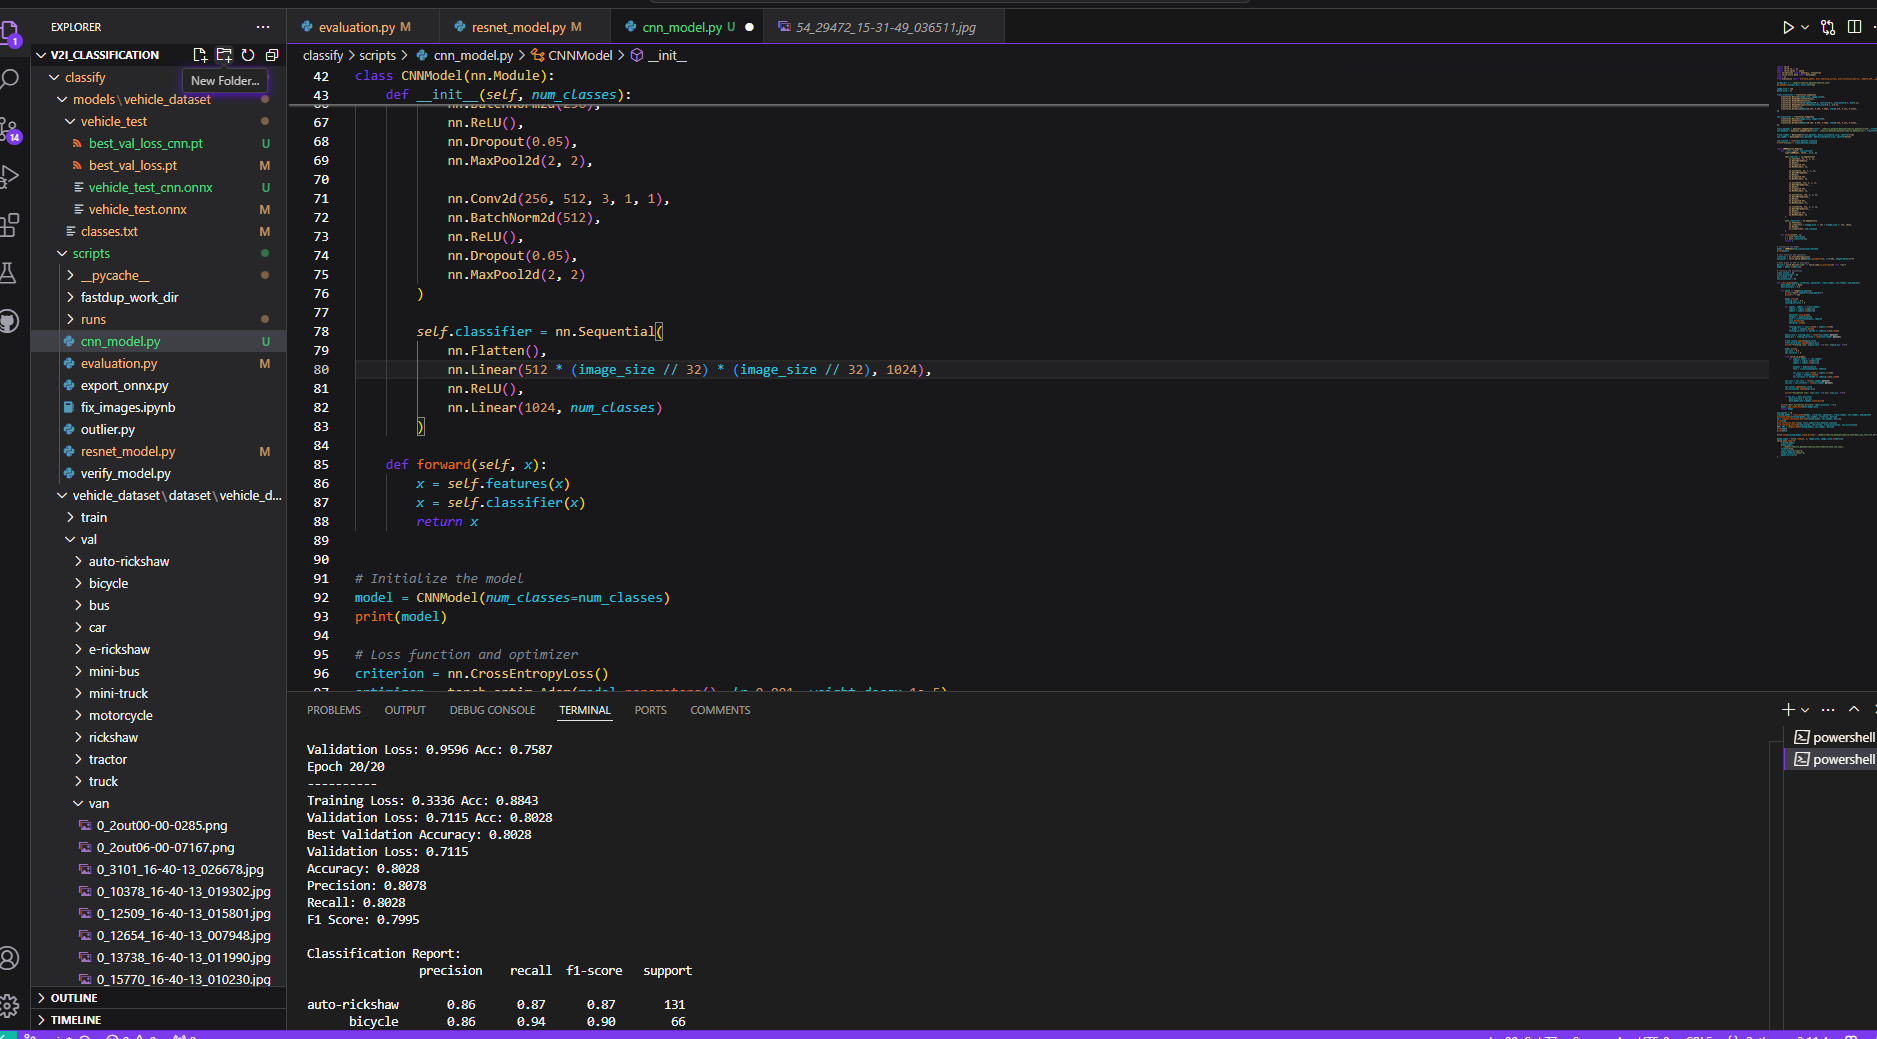 EXPLORER
V2I_CLASSIFICATION
New Folder...
classify
models\vehicle_dataset
vehicle_test
best_val_loss_cnn.pt U
best_val_loss.pt M
vehicle_test_cnn.onnx U
vehicle_test.onnx M
classes.txt M
scripts
__pycache__
fastdup_work_dir
runs
cnn_model.py U
evaluation.py M
export_onnx.py
fix_images.ipynb
outlier.py
resnet_model.py M
verify_model.py
vehicle_dataset\dataset\vehicle_d...
train
val
auto-rickshaw
bicycle
bus
car
e-rickshaw
mini-bus
mini-truck
motorcycle
rickshaw
tractor
truck
van
0_2out00-00-0285.png
0_2out06-00-07167.png
0_3101_16-40-13_026678.jpg
0_10378_16-40-13_019302.jpg
0_12509_16-40-13_015801.jpg
0_12654_16-40-13_007948.jpg
0_13738_16-40-13_011990.jpg
0_15770_16-40-13_010230.jpg
OUTLINE
TIMELINE
1
14
evaluation.py M
resnet_model.py M
cnn_model.py U
54_29472_15-31-49_036511.jpg
classify > scripts > cnn_model.py > CNNModel > __init__
42 class CNNModel(nn.Module):
43 def __init__(self, num_classes):
67 nn.ReLU(),
68 nn.Dropout(0.05),
69 nn.MaxPool2d(2, 2),
70
71 nn.Conv2d(256, 512, 3, 1, 1),
72 nn.BatchNorm2d(512),
73 nn.ReLU(),
74 nn.Dropout(0.05),
75 nn.MaxPool2d(2, 2)
76 )
77
78 self.classifier = nn.Sequential(
79 nn.Flatten(),
80 nn.Linear(512 * (image_size // 32) * (image_size // 32), 1024),
81 nn.ReLU(),
82 nn.Linear(1024, num_classes)
83 )
84
85 def forward(self, x):
86 x = self.features(x)
87 x = self.classifier(x)
88 return x
89
90
91 # Initialize the model
92 model = CNNModel(num_classes=num_classes)
93 print(model)
94
95 # Loss function and optimizer
96 criterion = nn.CrossEntropyLoss()
PROBLEMS OUTPUT DEBUG CONSOLE TERMINAL PORTS COMMENTS
powershell
powershell
Validation Loss: 0.9596 Acc: 0.7587
Epoch 20/20
----------
Training Loss: 0.3336 Acc: 0.8843
Validation Loss: 0.7115 Acc: 0.8028
Best Validation Accuracy: 0.8028
Validation Loss: 0.7115
Accuracy: 0.8028
Precision: 0.8078
Recall: 0.8028
F1 Score: 0.7995
Classification Report:
precision recall f1-score support
auto-rickshaw 0.86 0.87 0.87 131
bicycle 0.86 0.94 0.90 66